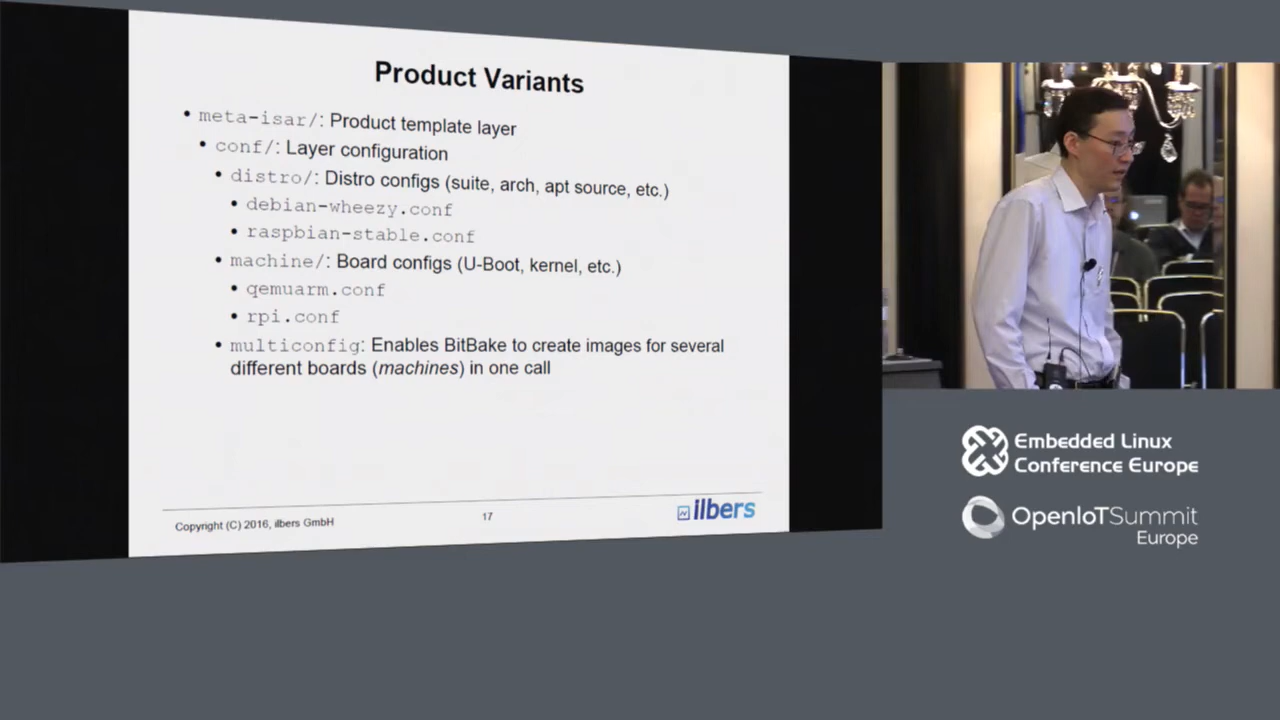 Product Variants
• meta-isar/: Product template layer
• conf/: Layer configuration
• distro/: Distro configs (suite, arch, apt source, etc.)
• debian-wheezy.conf
• raspbian-stable.conf
• machine/: Board configs (U-Boot, kernel, etc.)
• qemuarm.conf
• rpi.conf
• multiconfig: Enables BitBake to create images for several
different boards (machines) in one call
Copyright (C) 2016, ilbers GmbH
17
ilbers
Embedded Linux
Conference Europe
OpenIoTSummit
Europe